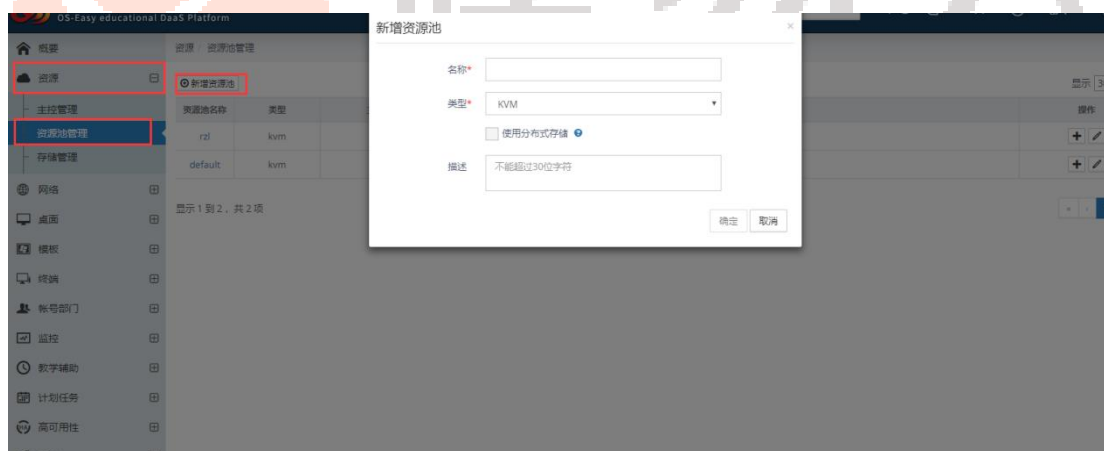 OS-Easy educational DaaS Platform
概要
资源
主控管理
资源池管理
存储管理
网络
桌面
模板
终端
帐号部门
监控
教学辅助
计划任务
高可用性
资源 / 资源池管理
新增资源池
显示 3
资源池名称 类型 操作
rzl kvm
default kvm
显示 1 到 2 ，共 2 项
新增资源池 ×
名称*
类型* KVM
使用分布式存储
描述 不能超过30位字符
确定 取消